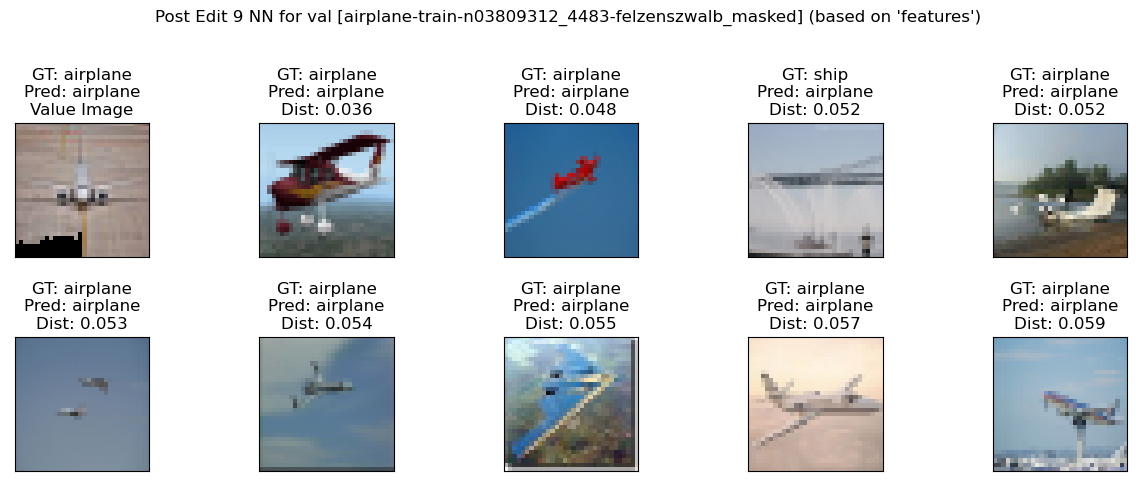 Post Edit 9 NN for val [airplane-train-n03809312_4483-felzenszwalb_masked] (based on 'features')
GT: airplane
Pred: airplane
Value Image
GT: airplane
Pred: airplane
Dist: 0.036
GT: airplane
Pred: airplane
Dist: 0.048
GT: ship
Pred: airplane
Dist: 0.052
GT: airplane
Pred: airplane
Dist: 0.052
GT: airplane
Pred: airplane
Dist: 0.053
GT: airplane
Pred: airplane
Dist: 0.054
GT: airplane
Pred: airplane
Dist: 0.055
GT: airplane
Pred: airplane
Dist: 0.057
GT: airplane
Pred: airplane
Dist: 0.059